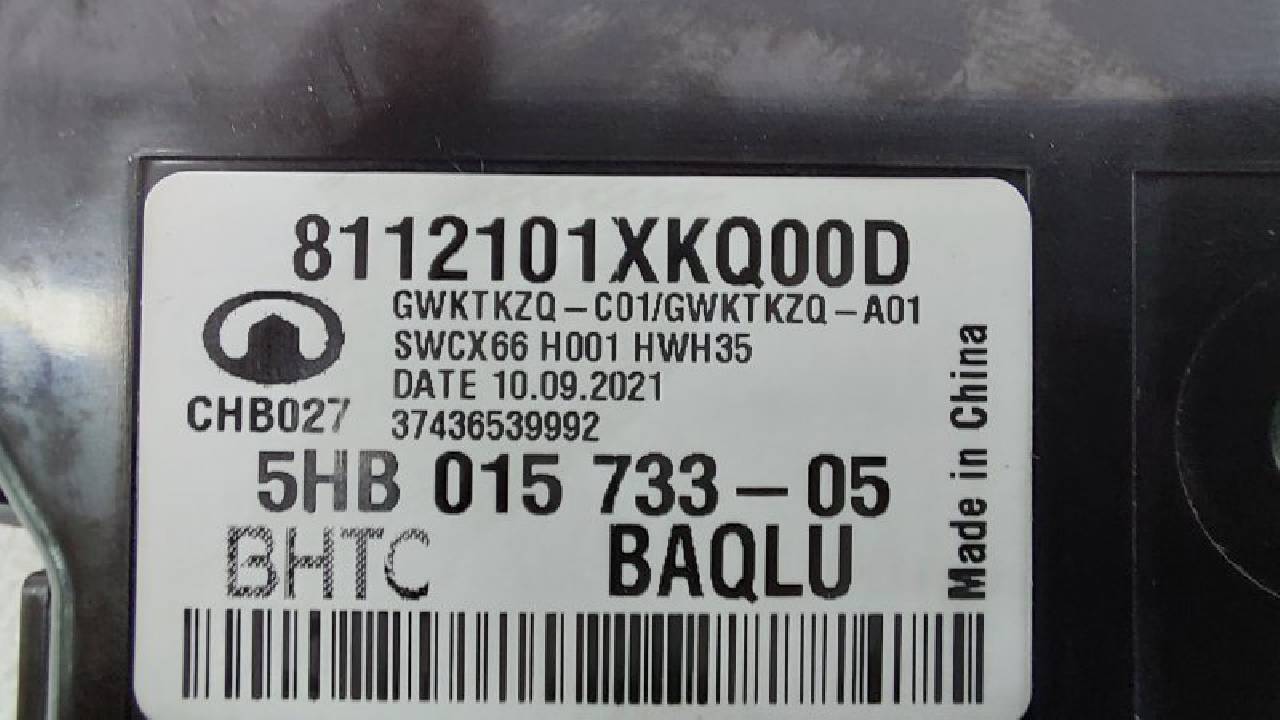 8112101XKQ00D
GWKTKZQ-C01/GWKTKZQ-A01
SWCX66 H001 HWH35
DATE 10.09.2021
CHB027
37436539992
5HB 015 733-05
BHTC BAQLU
Made in China